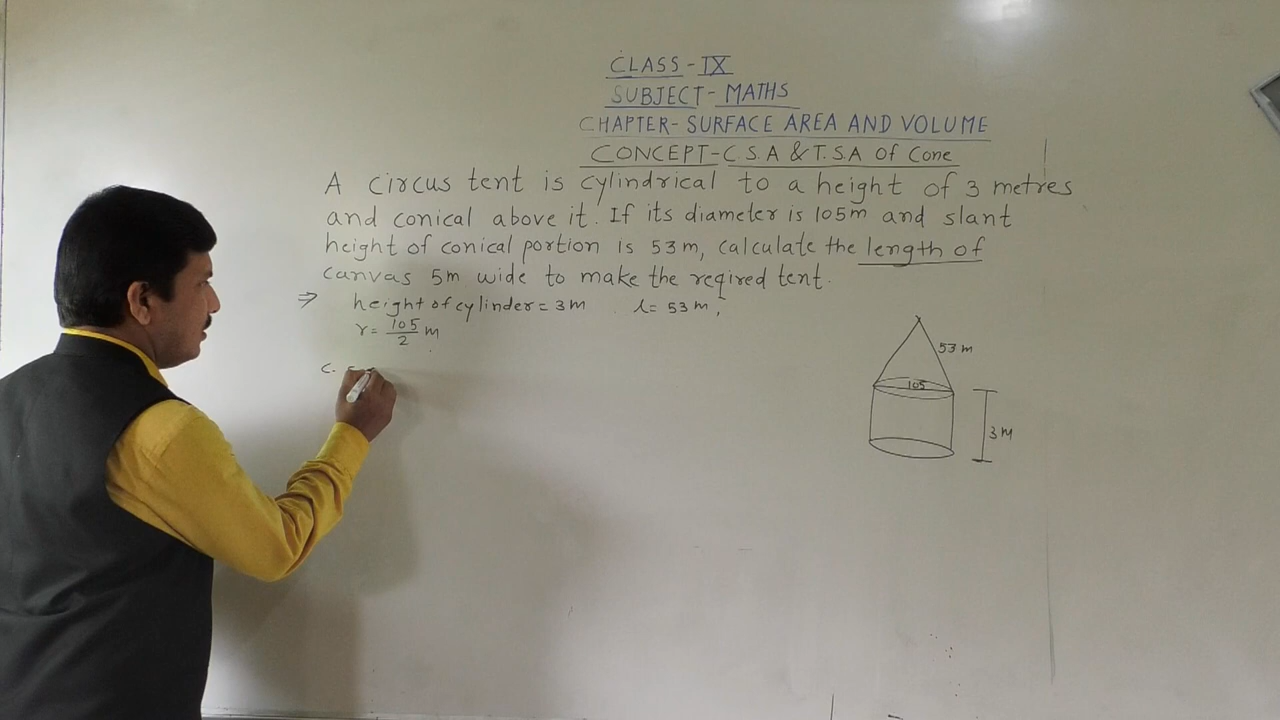 CLASS - IX
SUBJECT - MATHS
CHAPTER - SURFACE AREA AND VOLUME
CONCEPT - C.S.A & T.S.A Of Cone
A circus tent is cylindrical to a height of 3 metres
and conical above it. If its diameter is 105m and slant
height of conical portion is 53 m, calculate the length of
canvas 5m wide to make the reqired tent.
⇒ height of cylinder = 3 m l = 53 m,
r = 105/2 m
C.
53 m
105
3 m